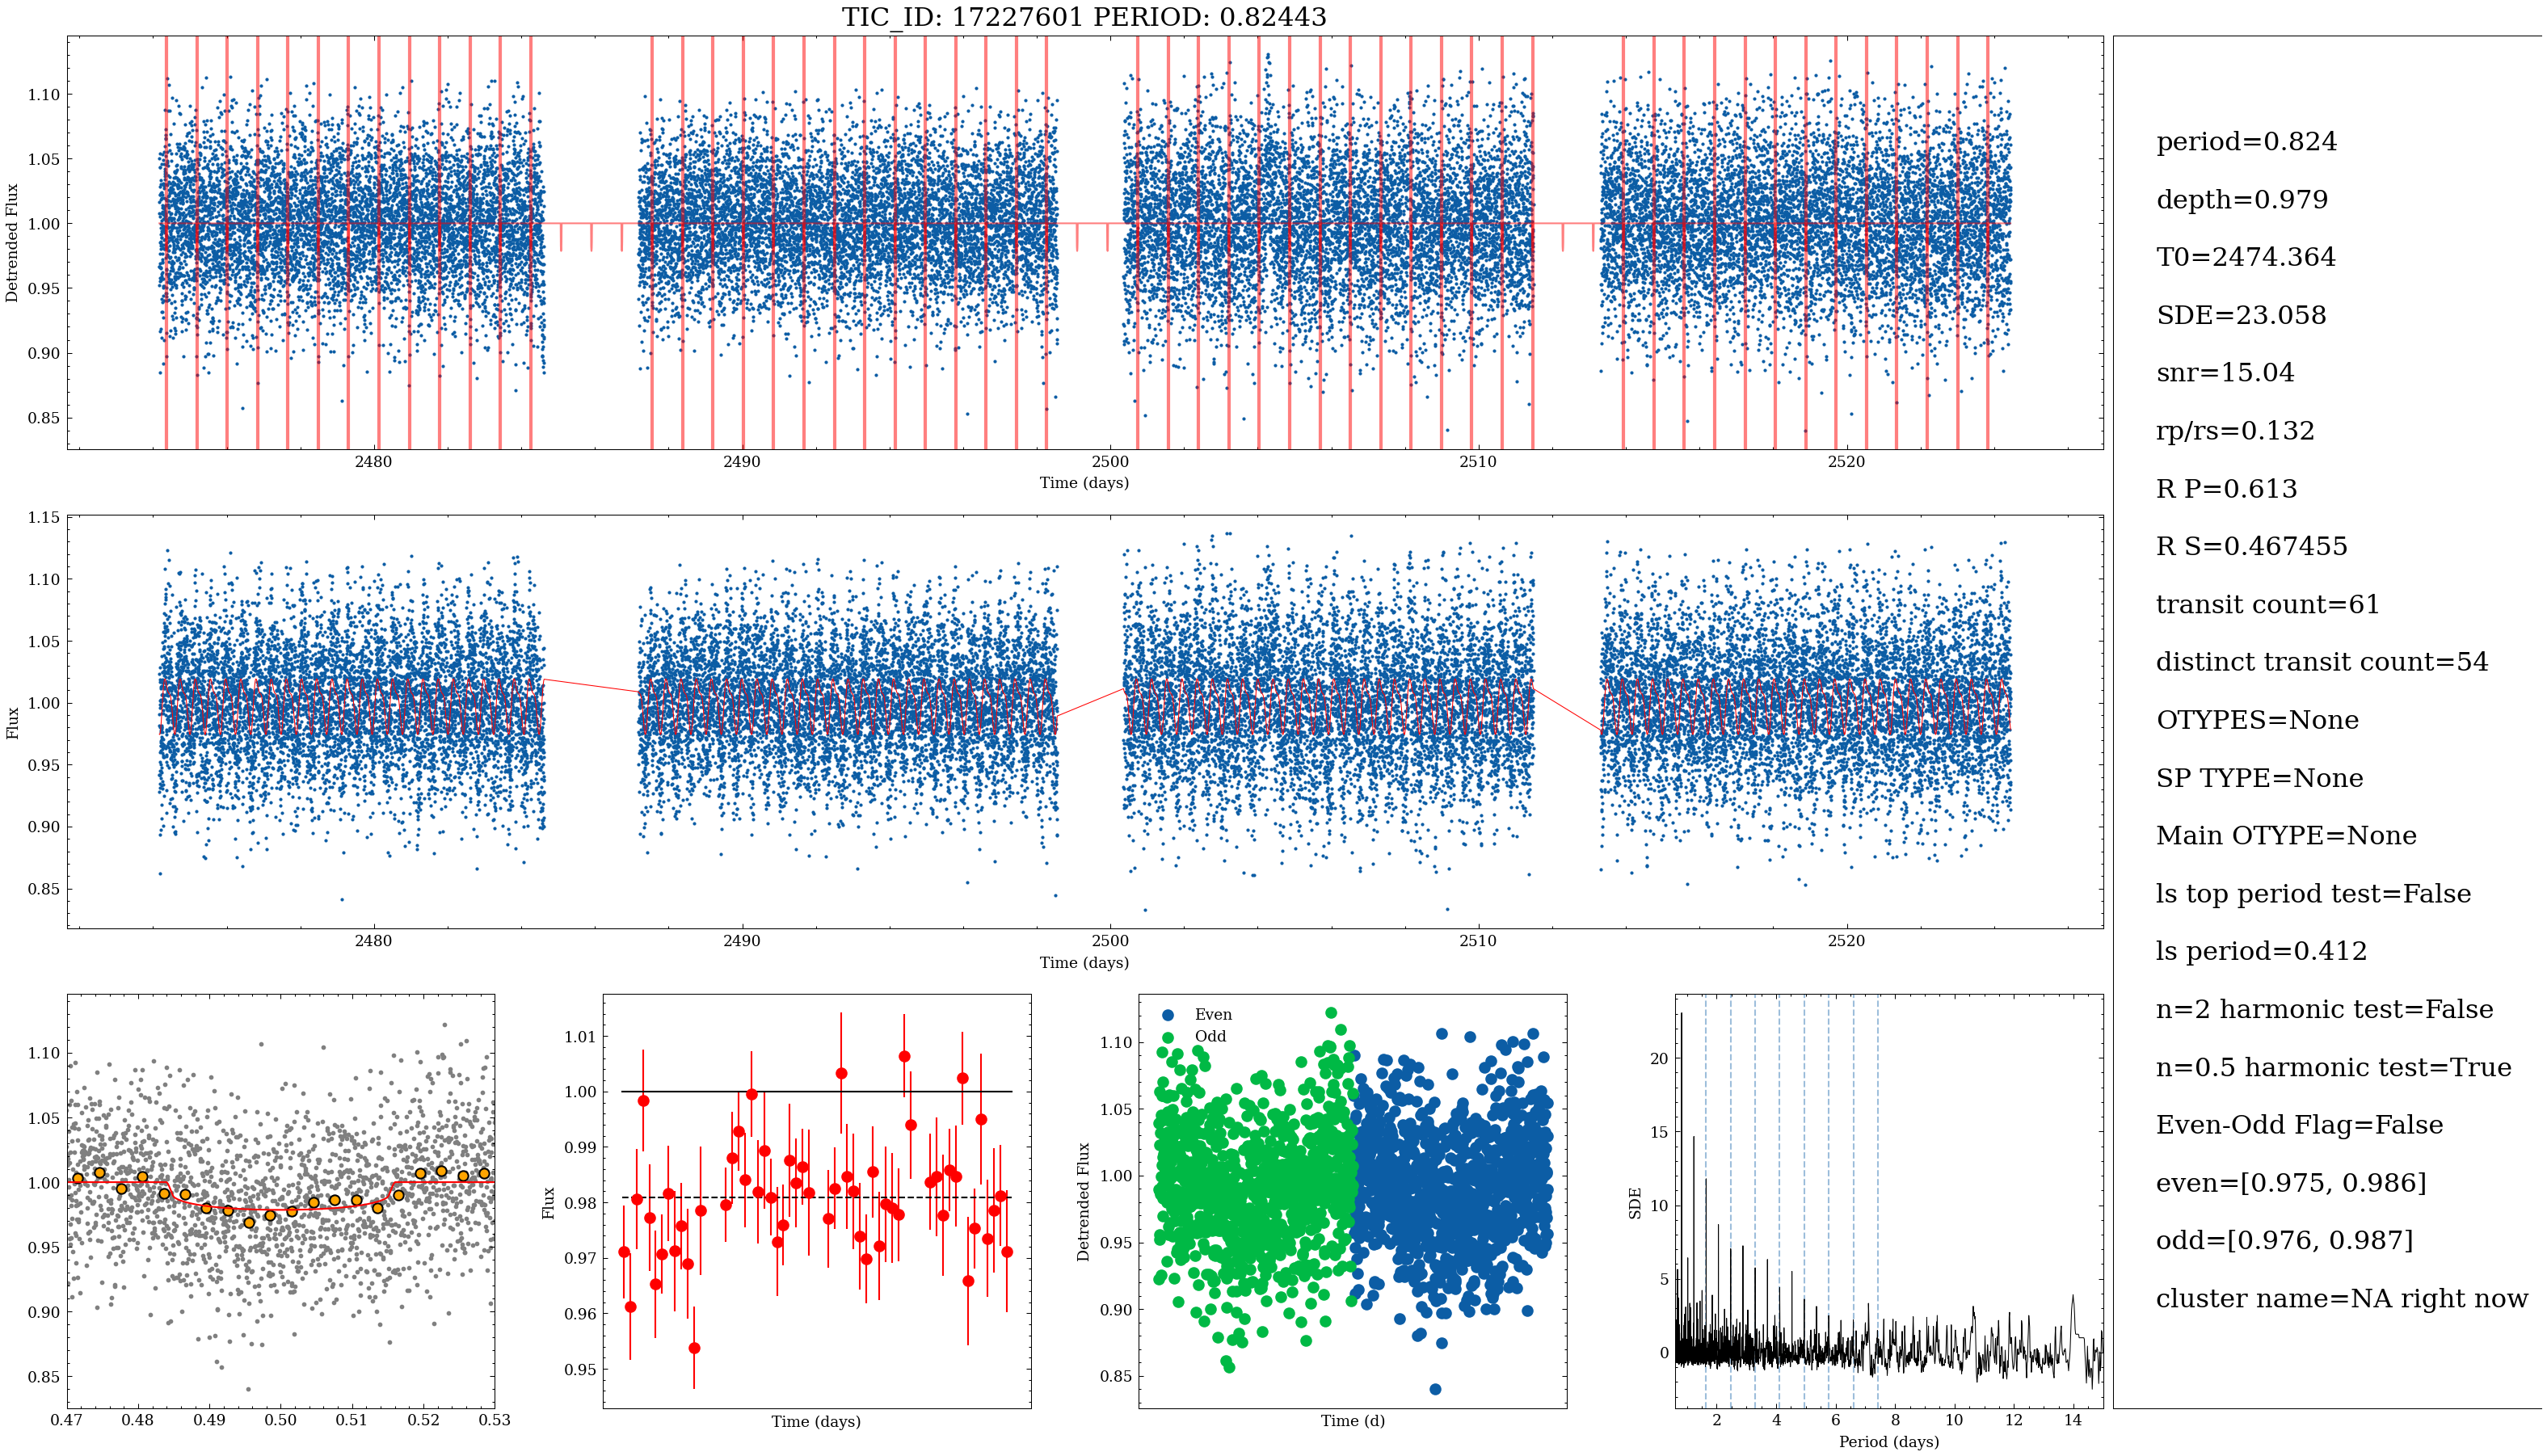 TIC_ID: 17227601 PERIOD: 0.82443
1.10
1.05
1.00
0.95
0.90
0.85
Detrended Flux
2480
2490
2500
2510
2520
Time (days)
1.15
1.10
1.05
1.00
0.95
0.90
0.85
Flux
2480
2490
2500
2510
2520
Time (days)
1.10
1.05
1.00
0.95
0.90
0.85
0.47
0.48
0.49
0.50
0.51
0.52
0.53
1.01
1.00
0.99
0.98
0.97
0.96
0.95
Flux
Time (days)
Even
Odd
1.10
1.05
1.00
0.95
0.90
0.85
Detrended Flux
Time (d)
20
15
10
5
0
SDE
2
4
6
8
10
12
14
Period (days)
period=0.824
depth=0.979
T0=2474.364
SDE=23.058
snr=15.04
rp/rs=0.132
R P=0.613
R S=0.467455
transit count=61
distinct transit count=54
OTYPES=None
SP TYPE=None
Main OTYPE=None
ls top period test=False
ls period=0.412
n=2 harmonic test=False
n=0.5 harmonic test=True
Even-Odd Flag=False
even=[0.975, 0.986]
odd=[0.976, 0.987]
cluster name=NA right now